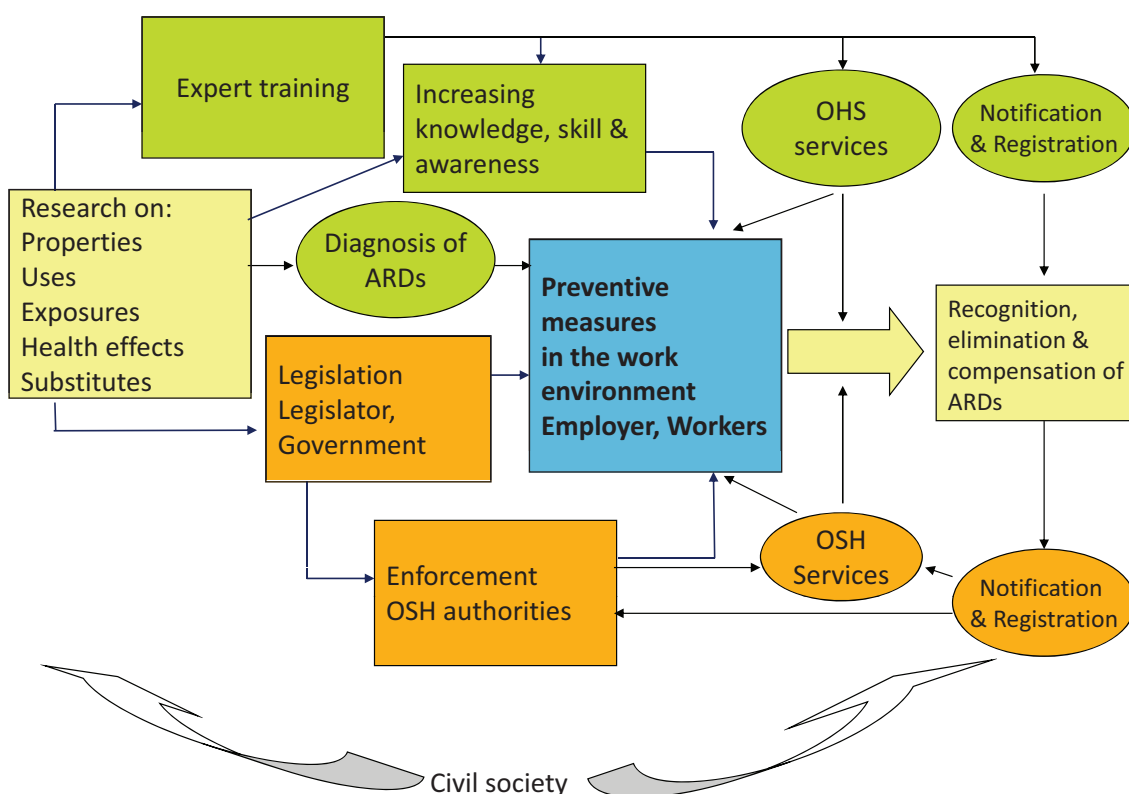 Expert training
Increasing
knowledge, skill &
awareness
OHS
services
Notification
& Registration
Research on:
Properties
Uses
Exposures
Health effects
Substitutes
Diagnosis of
ARDs
Preventive
measures
in the work
environment
Employer, Workers
Recognition,
elimination &
compensation of
ARDs
Legislation
Legislator,
Government
Enforcement
OSH authorities
OSH
Services
Notification
& Registration
Civil society